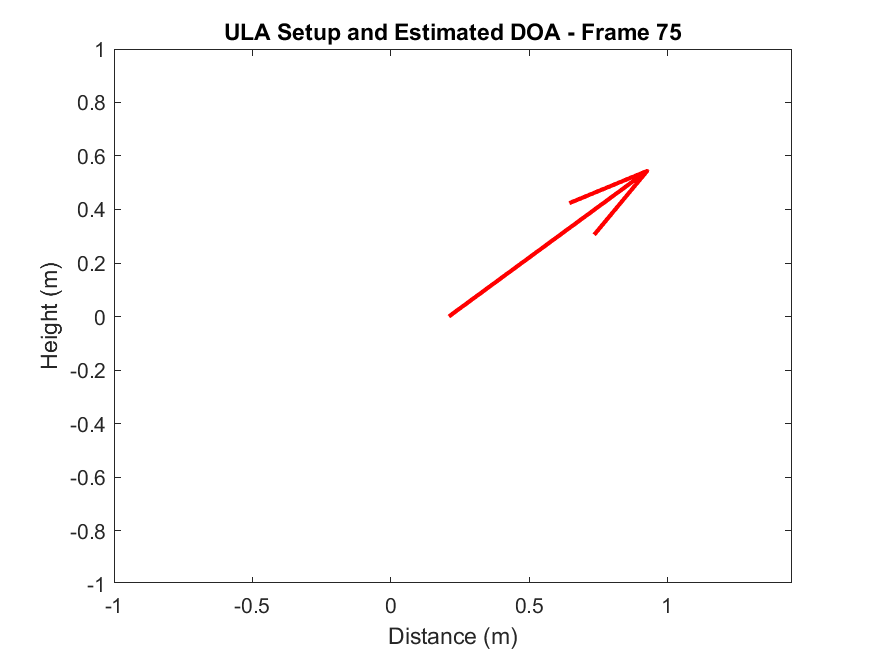 ULA Setup and Estimated DOA - Frame 75
1
0.8
0.6
0.4
0.2
0
-0.2
-0.4
-0.6
-0.8
-1
Height (m)
-1 -0.5 0 0.5 1
Distance (m)